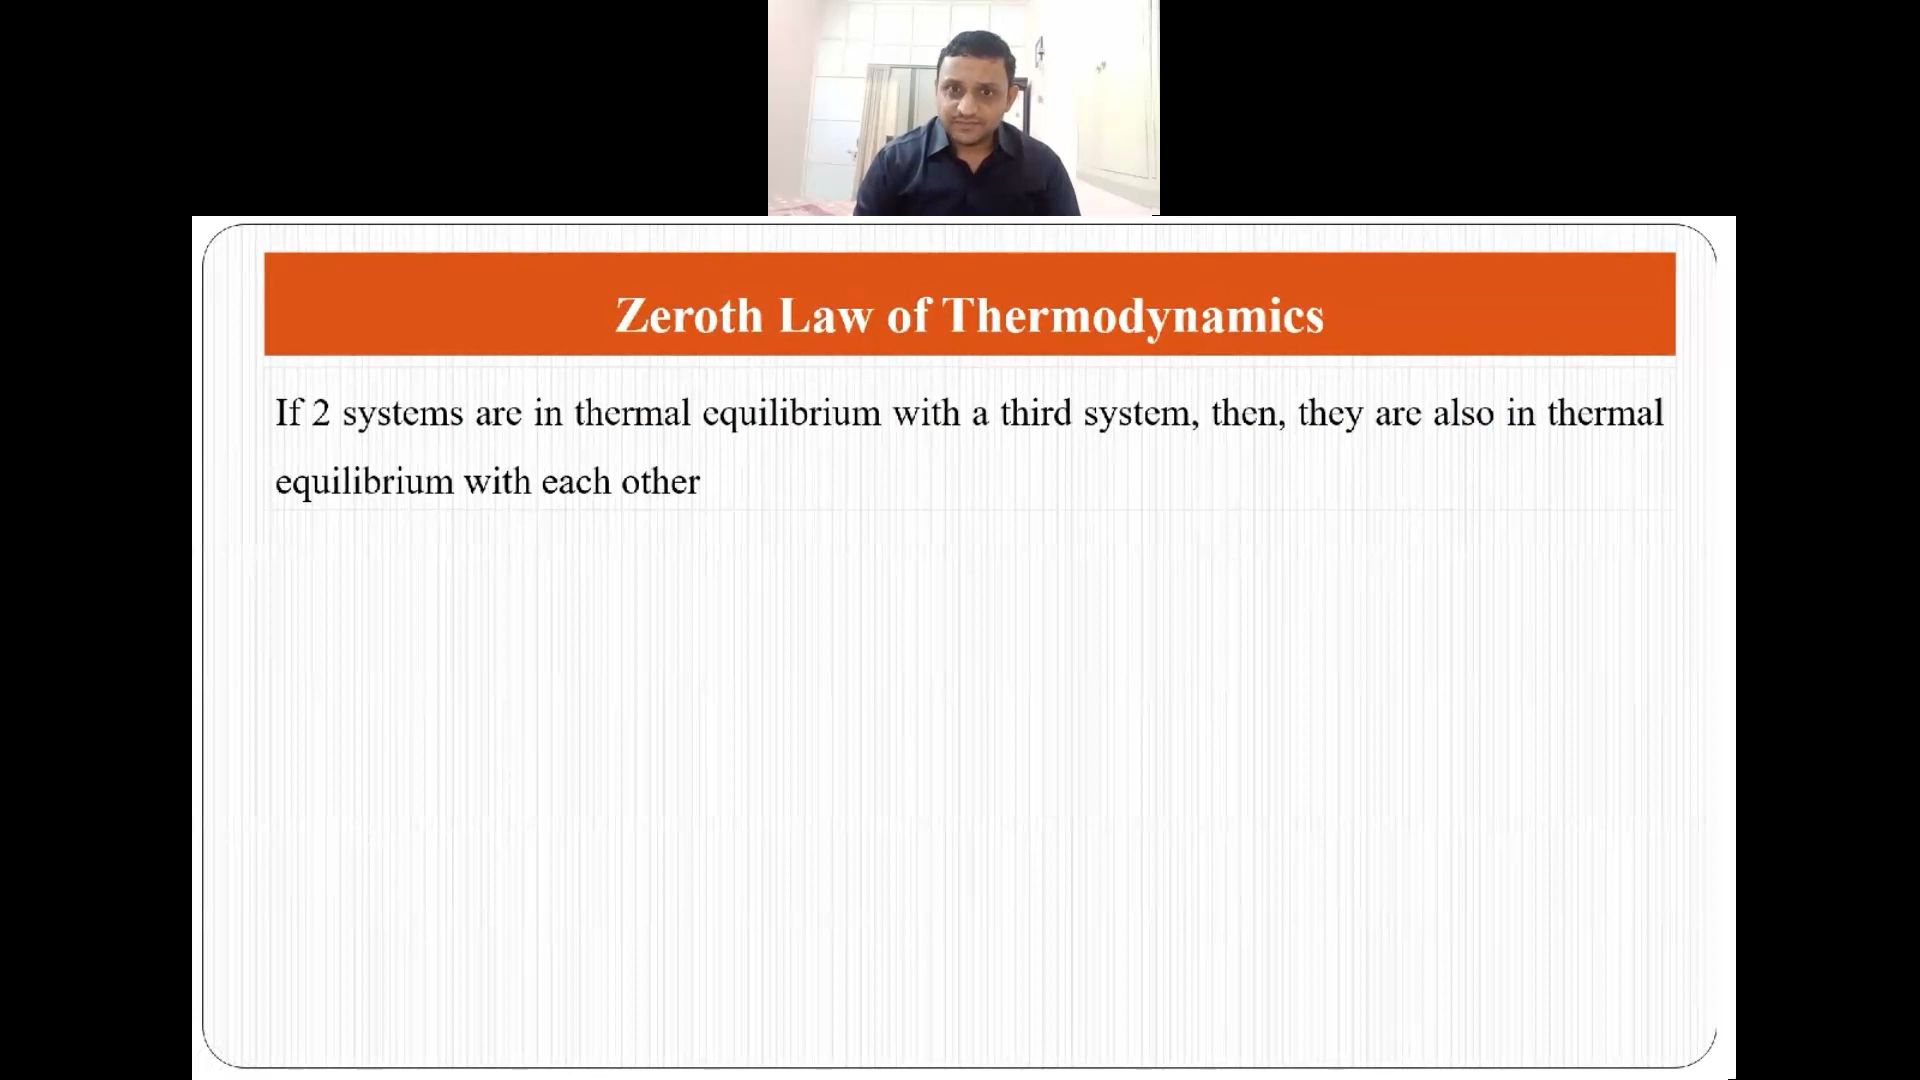 Zeroth Law of Thermodynamics
If 2 systems are in thermal equilibrium with a third system, then, they are also in thermal
equilibrium with each other